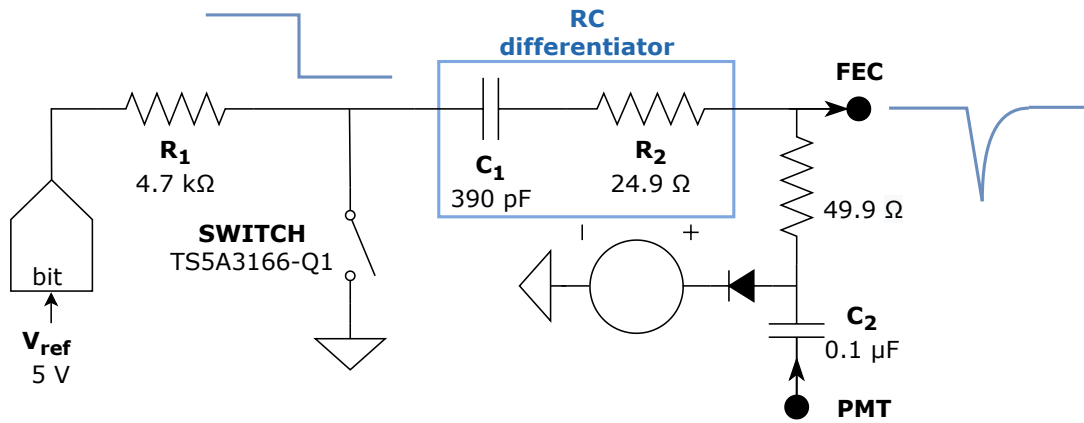 RC
differentiator
FEC
R1
4.7 kΩ
C1
390 pF
R2
24.9 Ω
49.9 Ω
SWITCH
TS5A3166-Q1
- +
bit
Vref
5 V
C2
0.1 µF
PMT